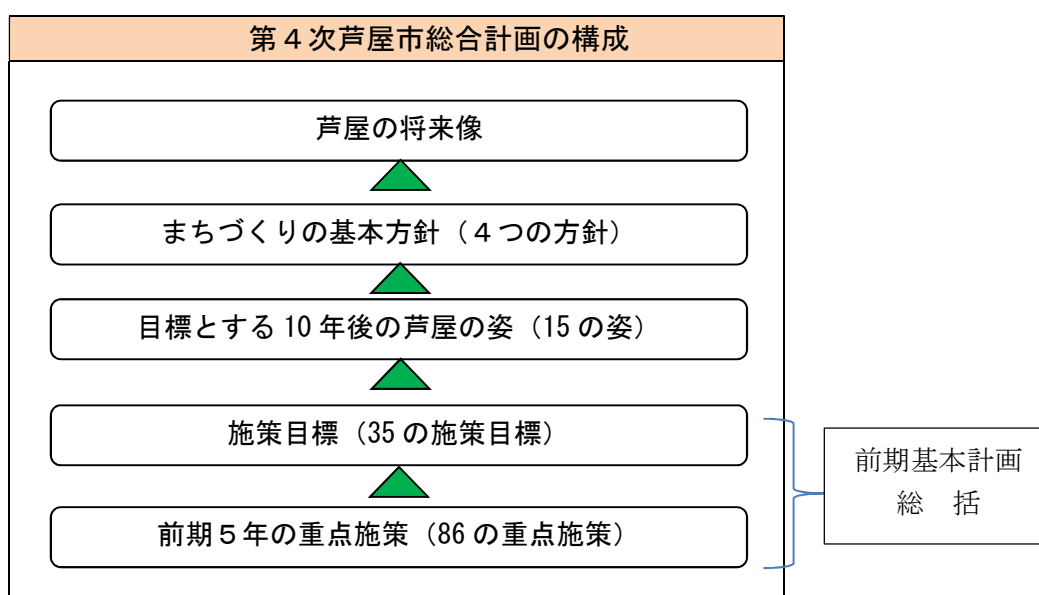 第４次芦屋市総合計画の構成
芦屋の将来像
まちづくりの基本方針（４つの方針）
目標とする 10 年後の芦屋の姿（15 の姿）
施策目標（35 の施策目標）
前期５年の重点施策（86 の重点施策）
前期基本計画
総　括